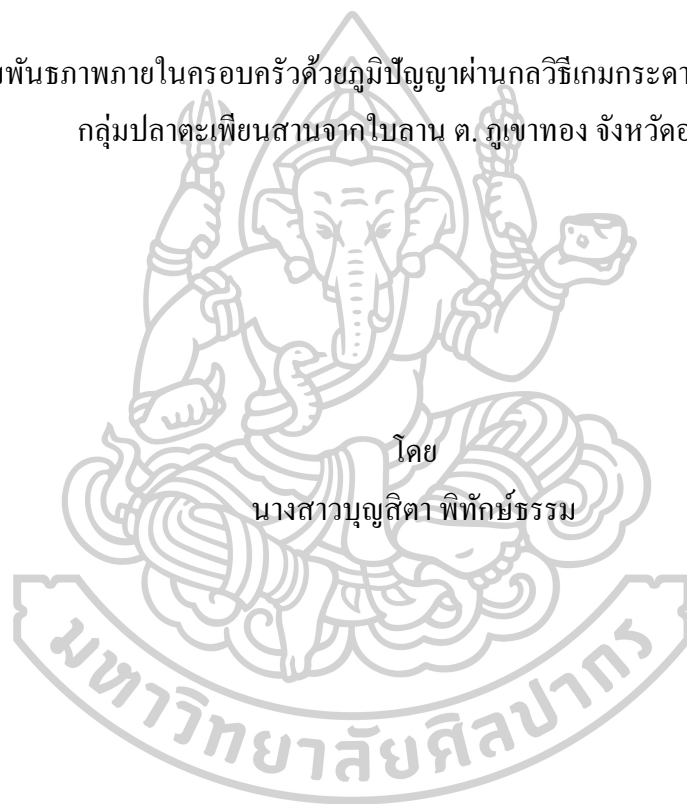 มพันธภาพภายในครอบครัวด้วยภูมิปัญญาผ่านกลวิธีเกมกระดา
กลุ่มปลาตะเพียนสานจากใบลาน ต. ภูเขาทอง จังหวัดอ
โดย
นางสาวบุญสิตา พิทักษ์ธรรม
มหาวิทยาลัยศิลปากร